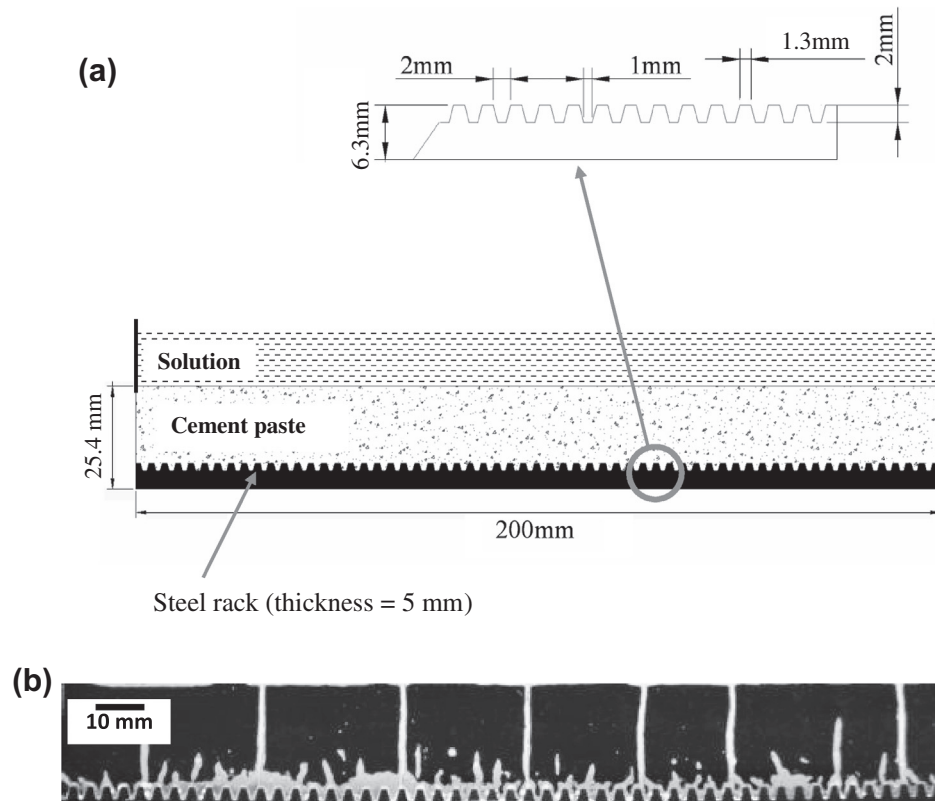 (a)
2mm
1mm
1.3mm
2mm
6.3mm
Solution
Cement paste
25.4 mm
200mm
Steel rack (thickness = 5 mm)
(b)
10 mm